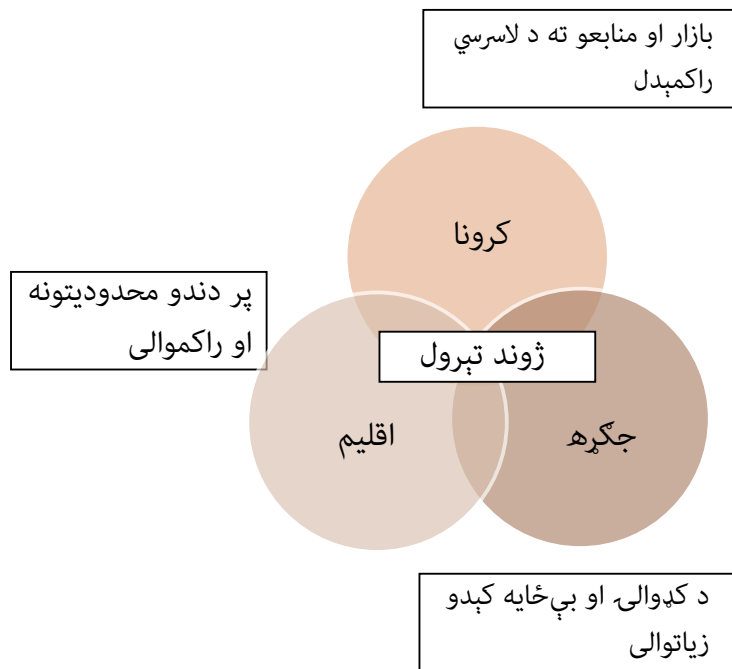 بازار او منابعو ته د لاسرسي
راکمېدل
کرونا
پر دندو محدودیتونه
او راکموالی
ژوند تېرول
جګړه
اقلیم
د کډوالۍ او بې‌ځایه کېدو
زیاتوالی